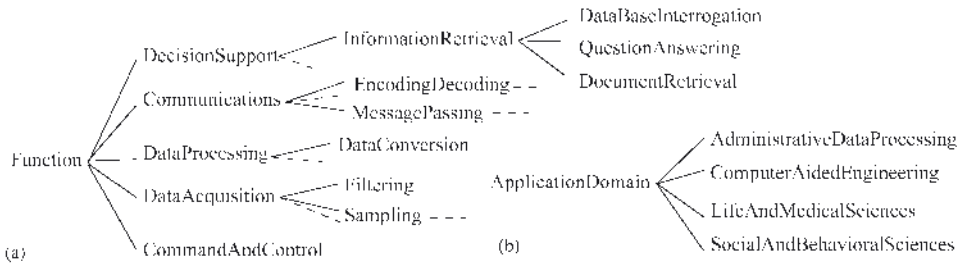 DataBaseInterrogation
InformationRetrieval
QuestionAnswering
DecisionSupport
DocumentRetrieval
EncodingDecoding
Communications
MessagePassing
Function
DataProcessing
DataConversion
DataAcquisition
Filtering
Sampling
CommandAndControl
(a)
AdministrativeDataProcessing
ComputerAidedEngineering
ApplicationDomain
LifeAndMedicalSciences
SocialAndBehavioralSciences
(b)